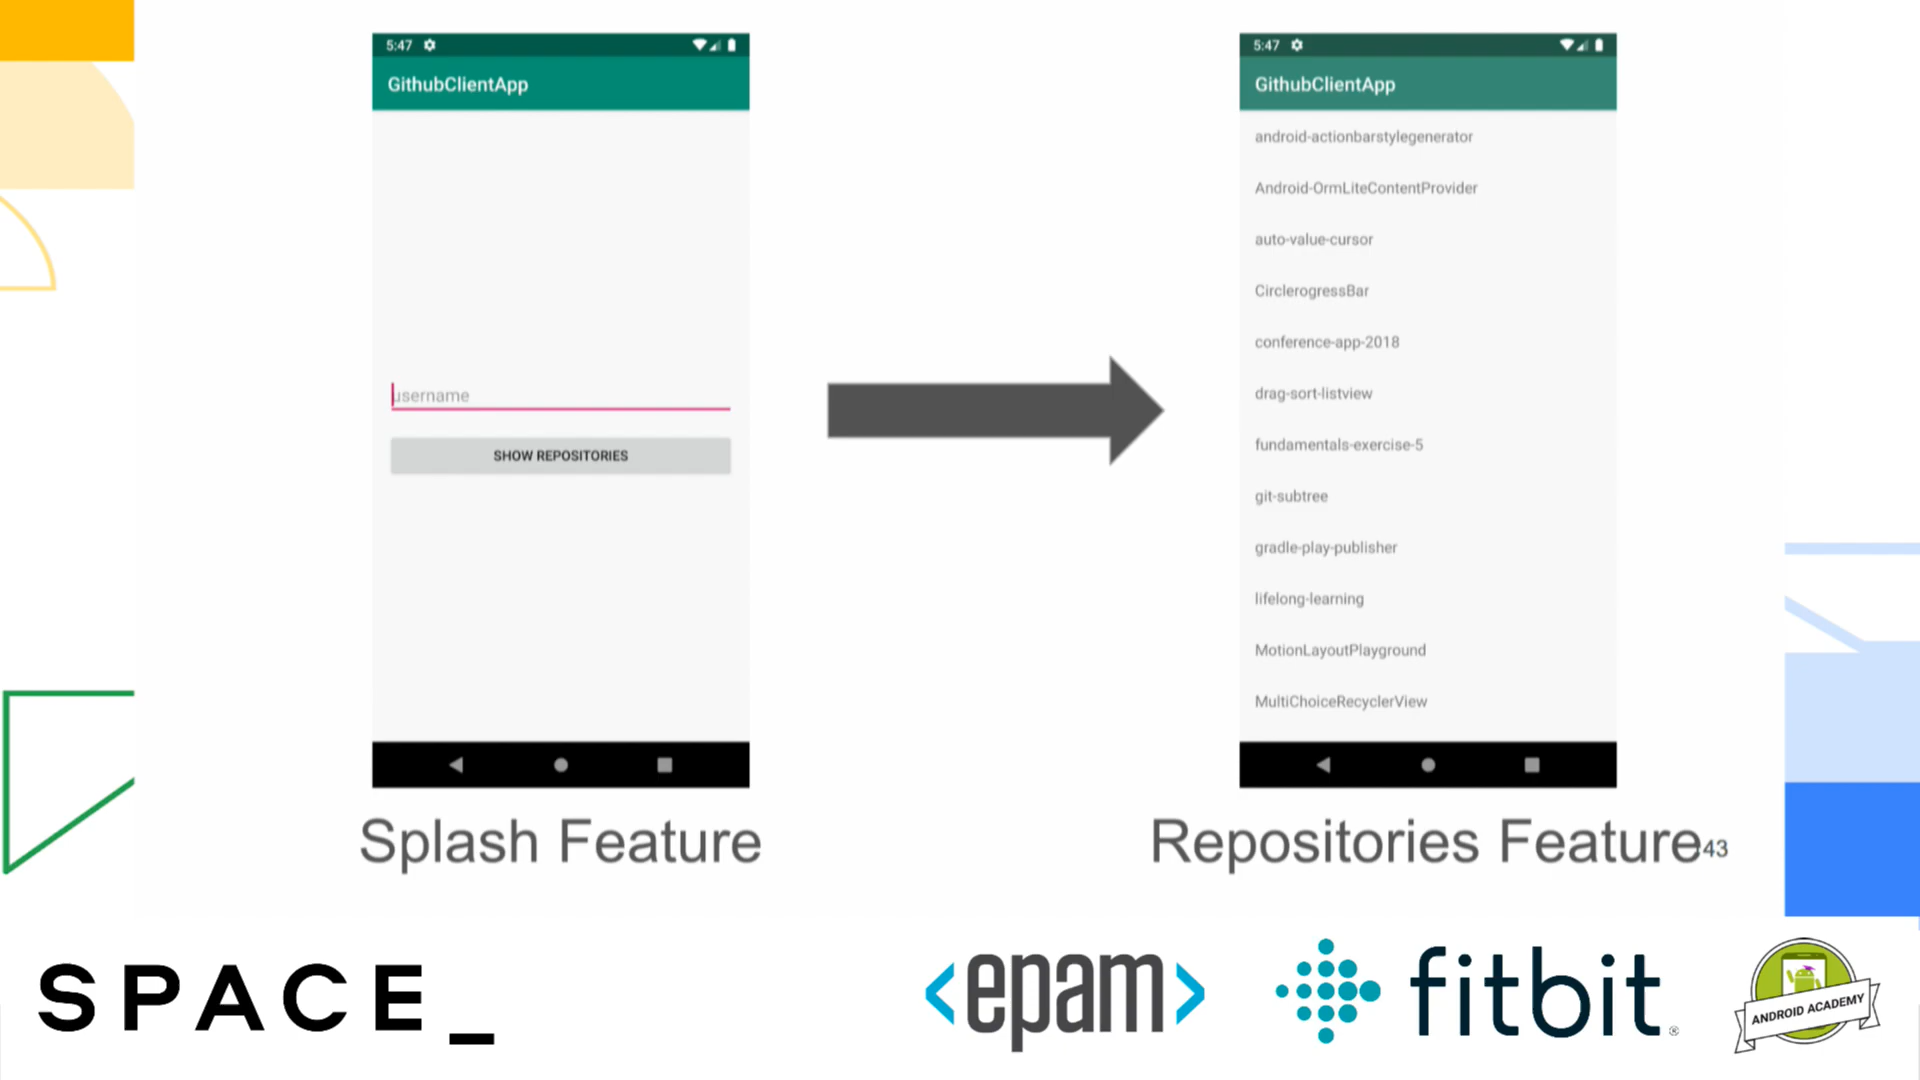 5:47
GithubClientApp
username
SHOW REPOSITORIES
Splash Feature
5:47
GithubClientApp
android-actionbarstylegenerator
Android-OrmLiteContentProvider
auto-value-cursor
CirclerogressBar
conference-app-2018
drag-sort-listview
fundamentals-exercise-5
git-subtree
gradle-play-publisher
lifelong-learning
MotionLayoutPlayground
MultiChoiceRecyclerView
Repositories Feature
43
SPACE_
<epam>
fitbit®
ANDROID ACADEMY